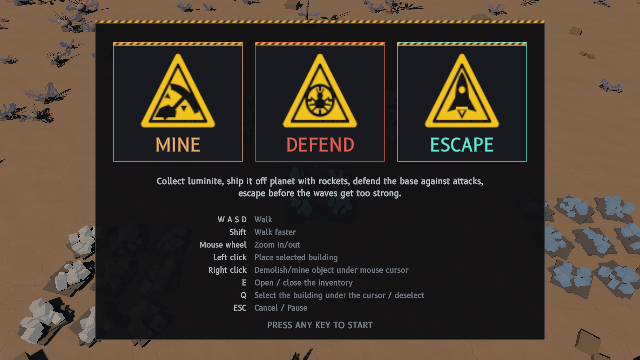 MINE
DEFEND
ESCAPE
Collect luminite, ship it off planet with rockets, defend the base against attacks,
escape before the waves get too strong.
W A S D Walk
Shift Walk faster
Mouse wheel Zoom in/out
Left click Place selected building
Right click Demolish/mine object under mouse cursor
E Open / close the inventory
Q Select the building under the cursor / deselect
ESC Cancel / Pause
PRESS ANY KEY TO START